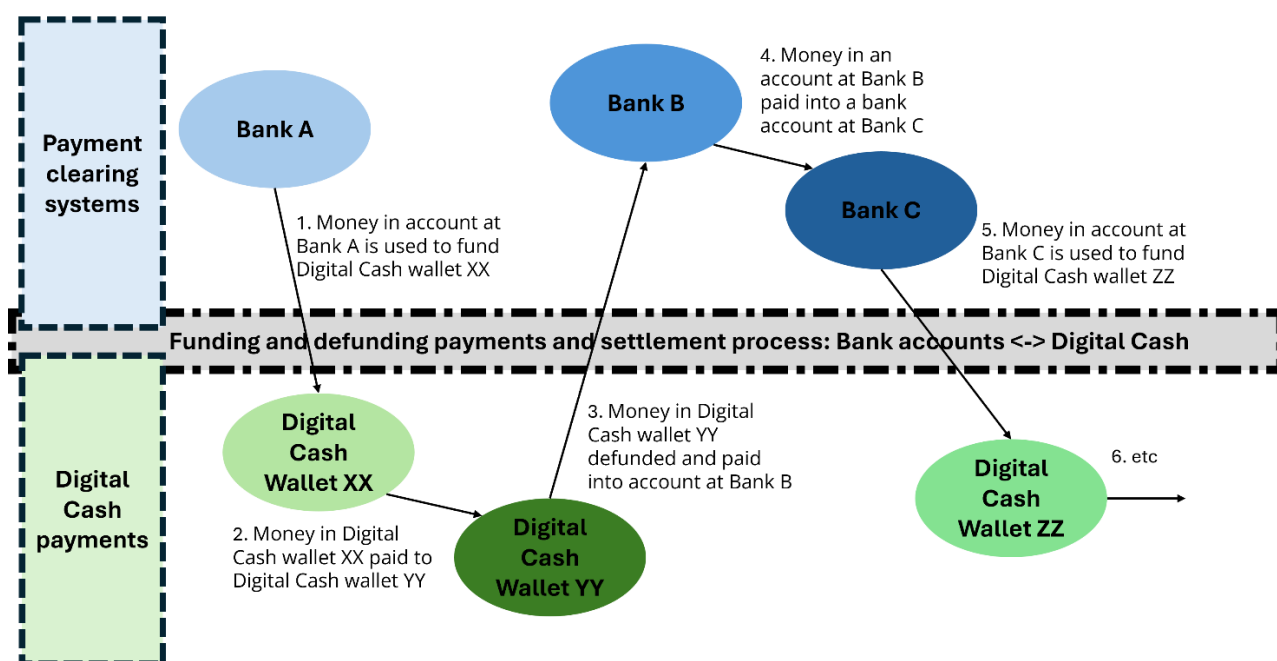 Payment
clearing
systems
Bank A
1. Money in account at
Bank A is used to fund
Digital Cash wallet XX
Bank B
4. Money in an
account at Bank B
paid into a bank
account at Bank C
Bank C
5. Money in account at
Bank C is used to fund
Digital Cash wallet ZZ
Funding and defunding payments and settlement process: Bank accounts <-> Digital Cash
Digital
Cash
payments
Digital
Cash
Wallet XX
2. Money in Digital
Cash wallet XX paid to
Digital Cash wallet YY
Digital
Cash
Wallet YY
3. Money in Digital
Cash wallet YY
defunded and paid
into account at Bank B
Digital
Cash
Wallet ZZ
6. etc